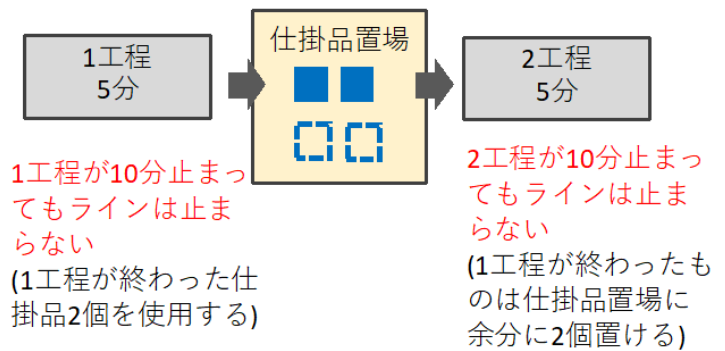 1工程
5分
仕掛品置場
2工程
5分
1工程が10分止まっ
てもラインは止ま
らない
(1工程が終わった仕
掛品2個を使用する)
2工程が10分止まっ
てもラインは止ま
らない
(1工程が終わったも
のは仕掛品置場に
余分に2個置ける)